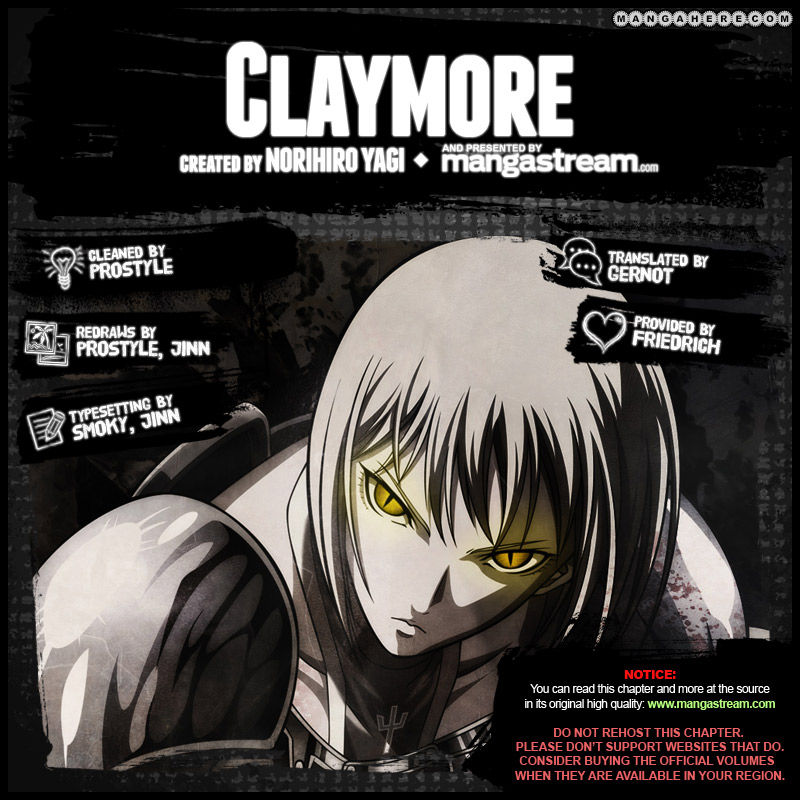 MANGAHERE.COM
CLAYMORE
CREATED BY NORIHIRO YAGI ◆ AND PRESENTED BY mangastream.com
CLEANED BY
PROSTYLE
REDRAWS BY
PROSTYLE, JINN
TYPESETTING BY
SMOKY, JINN
TRANSLATED BY
GERNOT
PROVIDED BY
FRIEDRICH
NOTICE:
You can read this chapter and more at the source
in its original high quality: www.mangastream.com
DO NOT REHOST THIS CHAPTER.
PLEASE DON'T SUPPORT WEBSITES THAT DO.
CONSIDER BUYING THE OFFICIAL VOLUMES
WHEN THEY ARE AVAILABLE IN YOUR REGION.